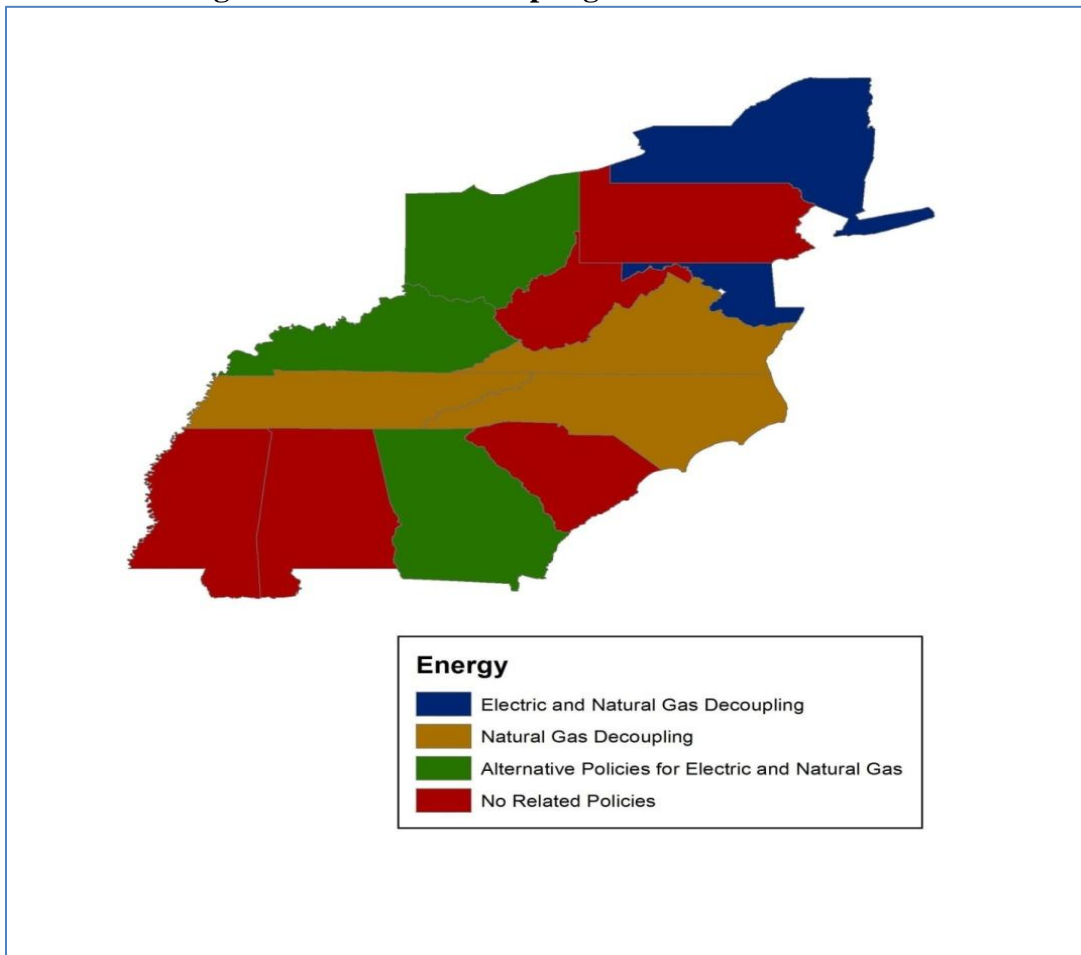 Energy
Electric and Natural Gas Decoupling
Natural Gas Decoupling
Alternative Policies for Electric and Natural Gas
No Related Policies